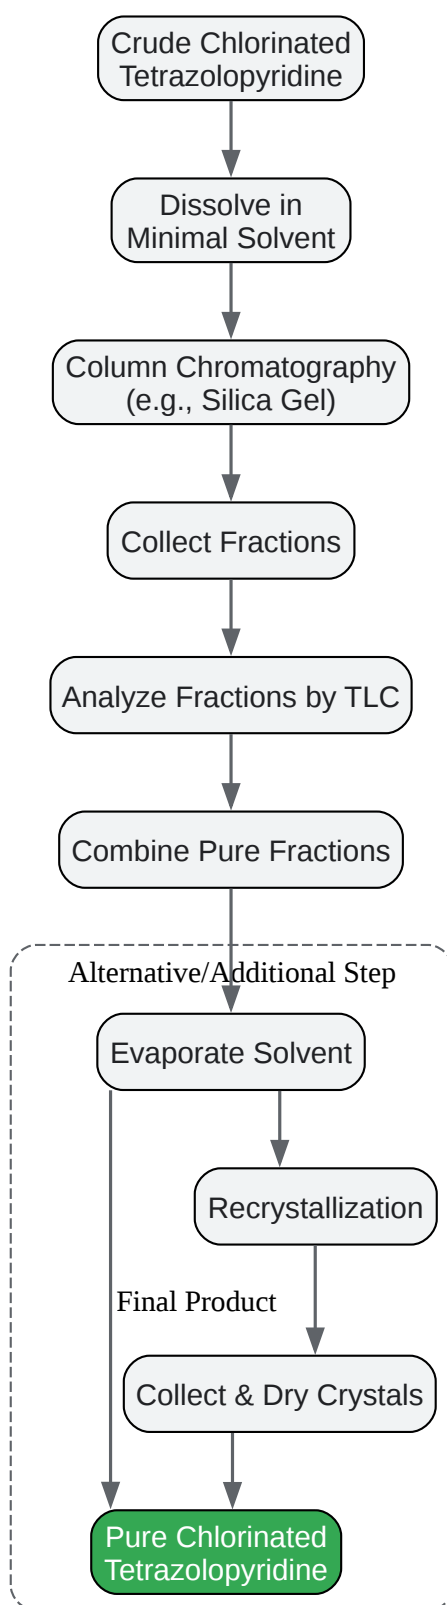 Crude Chlorinated
Tetrazolopyridine
Dissolve in
Minimal Solvent
Column Chromatography
(e.g., Silica Gel)
Collect Fractions
Analyze Fractions by TLC
Combine Pure Fractions
Alternative/Additional Step
Evaporate Solvent
Recrystallization
Final Product
Collect & Dry Crystals
Pure Chlorinated
Tetrazolopyridine